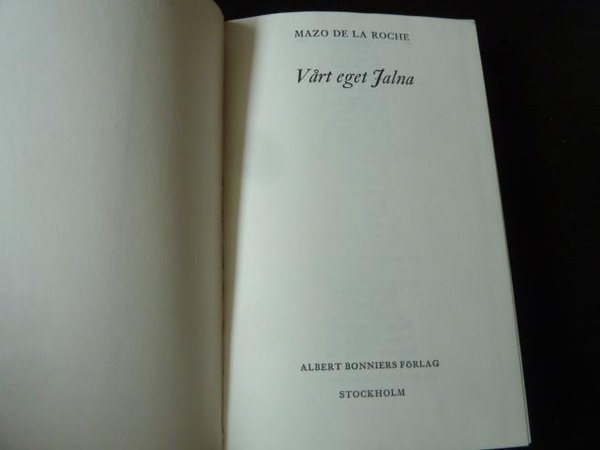 MAZO DE LA ROCHE
Vårt eget Jalna
ALBERT BONNIERS FÖRLAG
STOCKHOLM